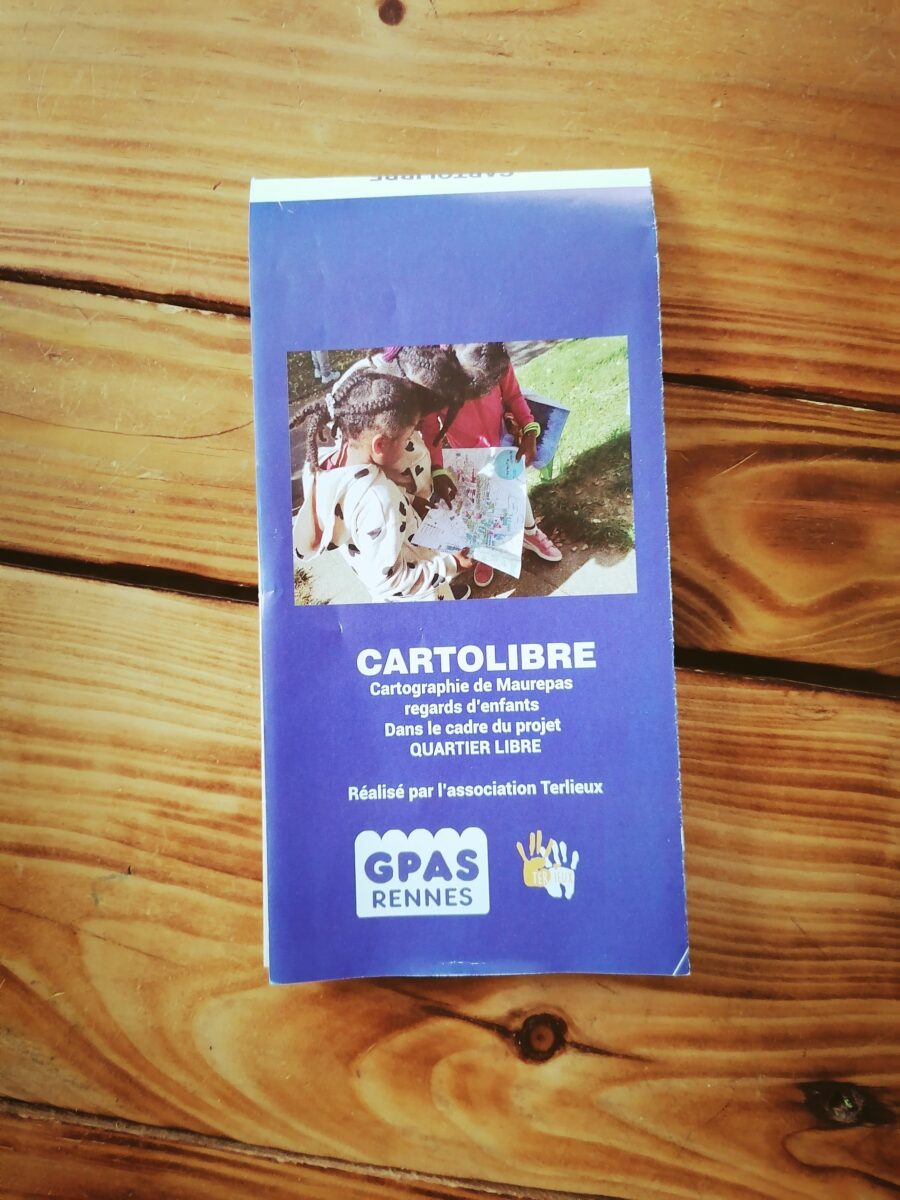 CARTOLIBRE
CARTOLIBRE
Cartographie de Maurepas
regards d'enfants
Dans le cadre du projet
QUARTIER LIBRE
Réalisé par l'association Terlieux
GPAS
RENNES